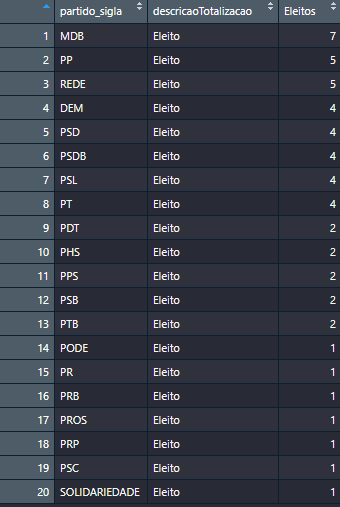 partido_sigla descricaoTotalizacao Eleitos
1 MDB Eleito 7
2 PP Eleito 5
3 REDE Eleito 5
4 DEM Eleito 4
5 PSD Eleito 4
6 PSDB Eleito 4
7 PSL Eleito 4
8 PT Eleito 4
9 PDT Eleito 2
10 PHS Eleito 2
11 PPS Eleito 2
12 PSB Eleito 2
13 PTB Eleito 2
14 PODE Eleito 1
15 PR Eleito 1
16 PRB Eleito 1
17 PROS Eleito 1
18 PRP Eleito 1
19 PSC Eleito 1
20 SOLIDARIEDADE Eleito 1